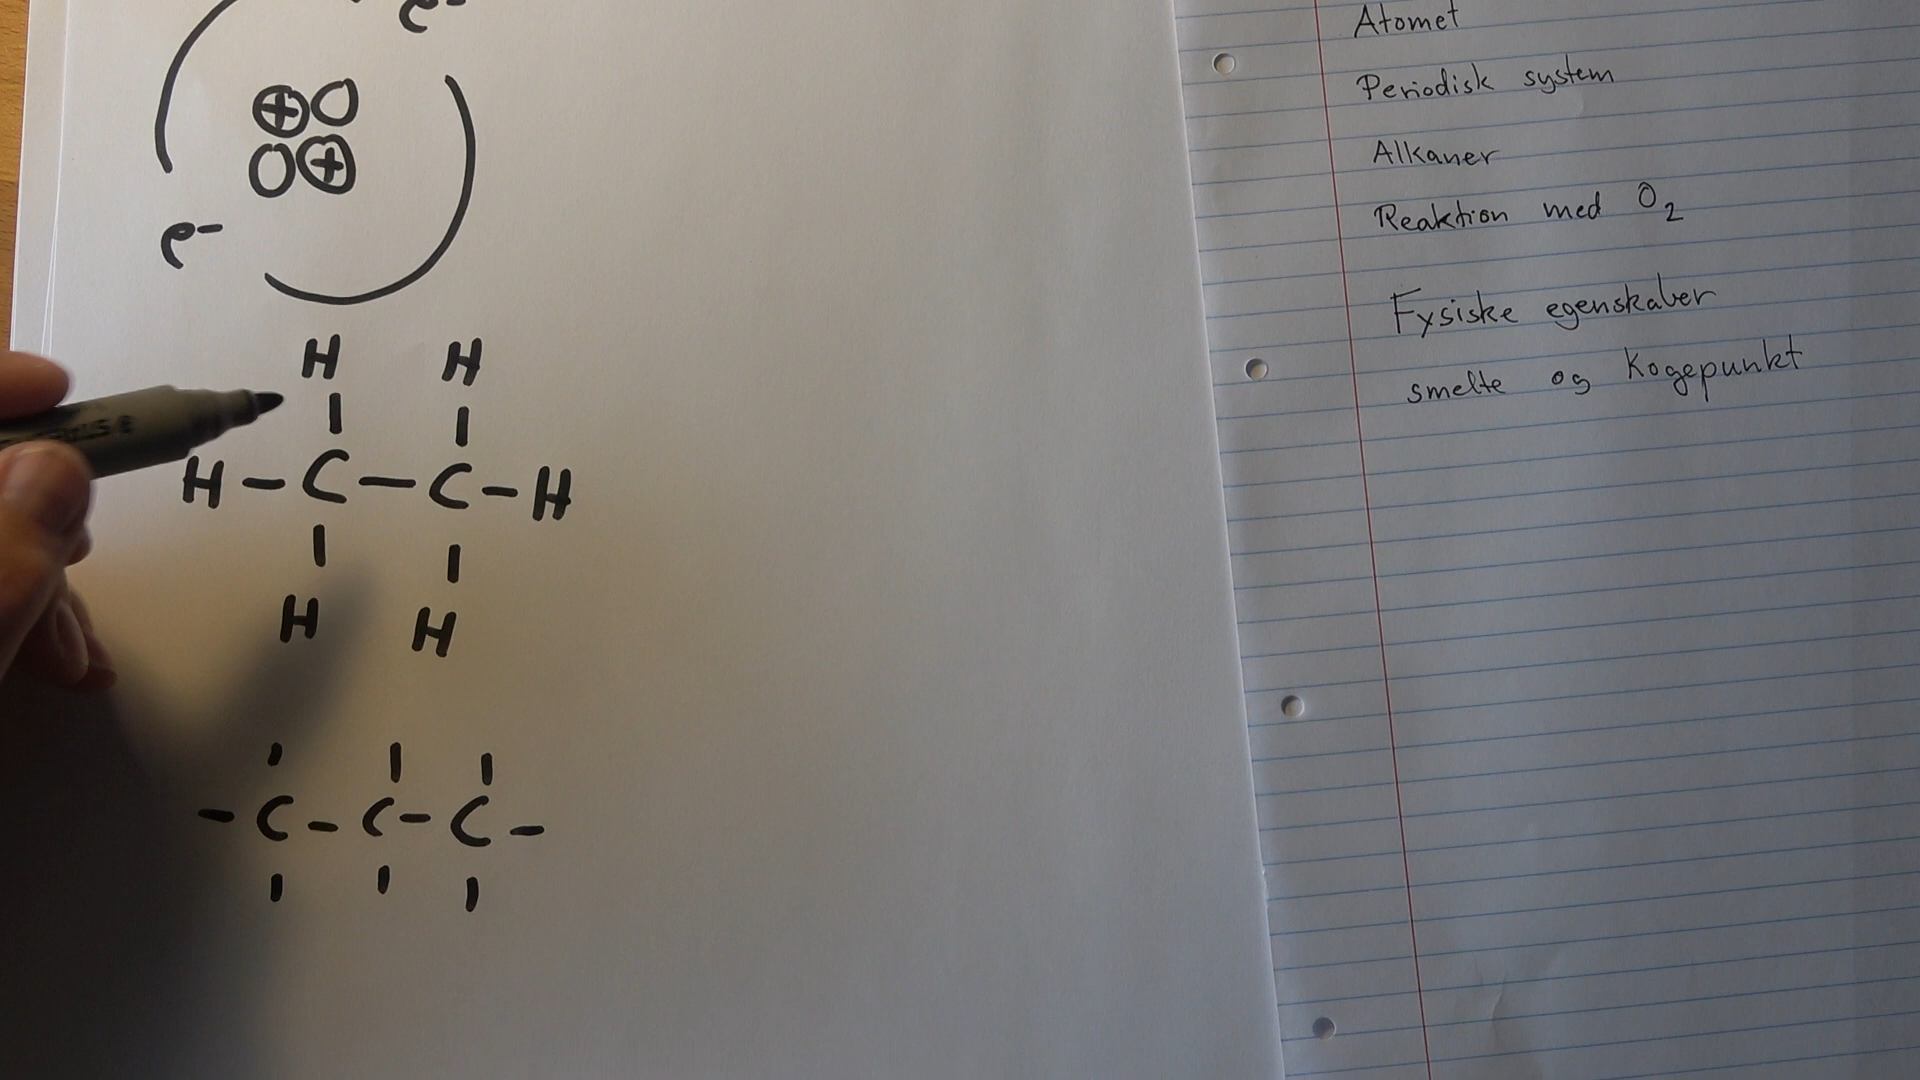 e-
+
+
e-
H H
H-C-C-H
H H
-C-C-C-
Atomet
Periodisk system
Alkaner
Reaktion med O2
Fysiske egenskaber
smelte og Kogepunkt